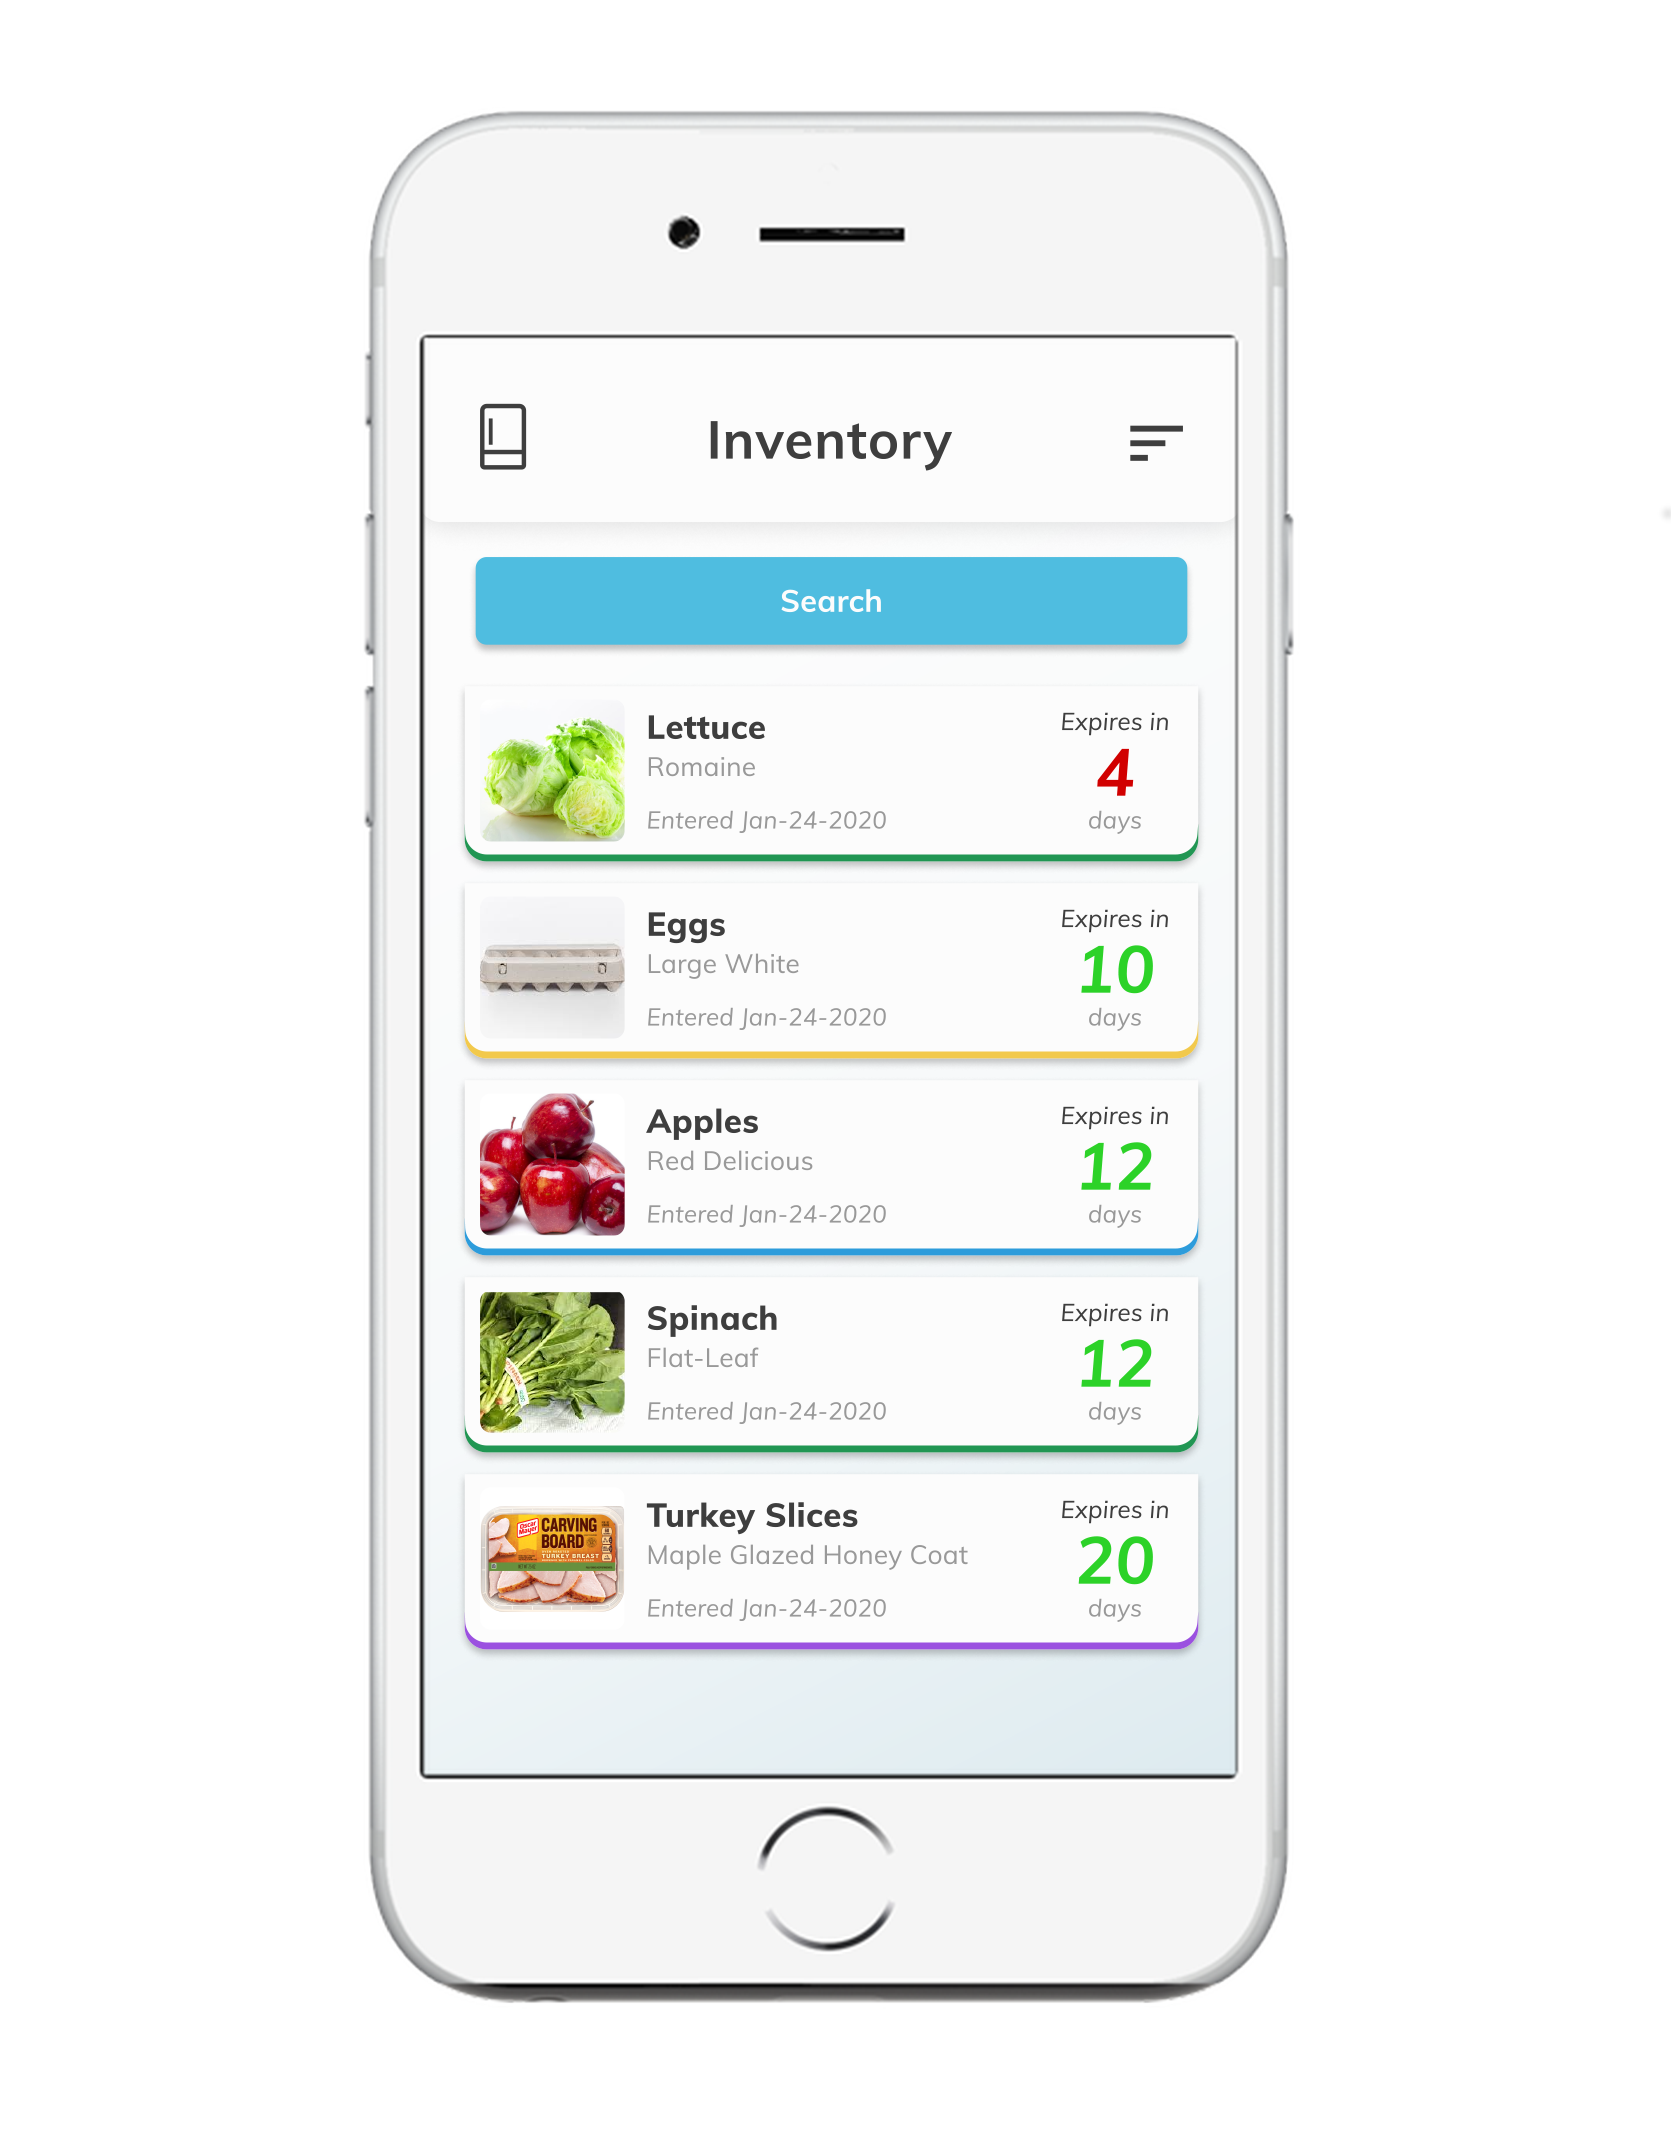 Inventory
Search
Lettuce
Romaine
Entered Jan-24-2020
Expires in
4
days
Eggs
Large White
Entered Jan-24-2020
Expires in
10
days
Apples
Red Delicious
Entered Jan-24-2020
Expires in
12
days
Spinach
Flat-Leaf
Entered Jan-24-2020
Expires in
12
days
Turkey Slices
Maple Glazed Honey Coat
Entered Jan-24-2020
Expires in
20
days
Oscar
Mayer
CARVING
BOARD
TURKEY BREAST